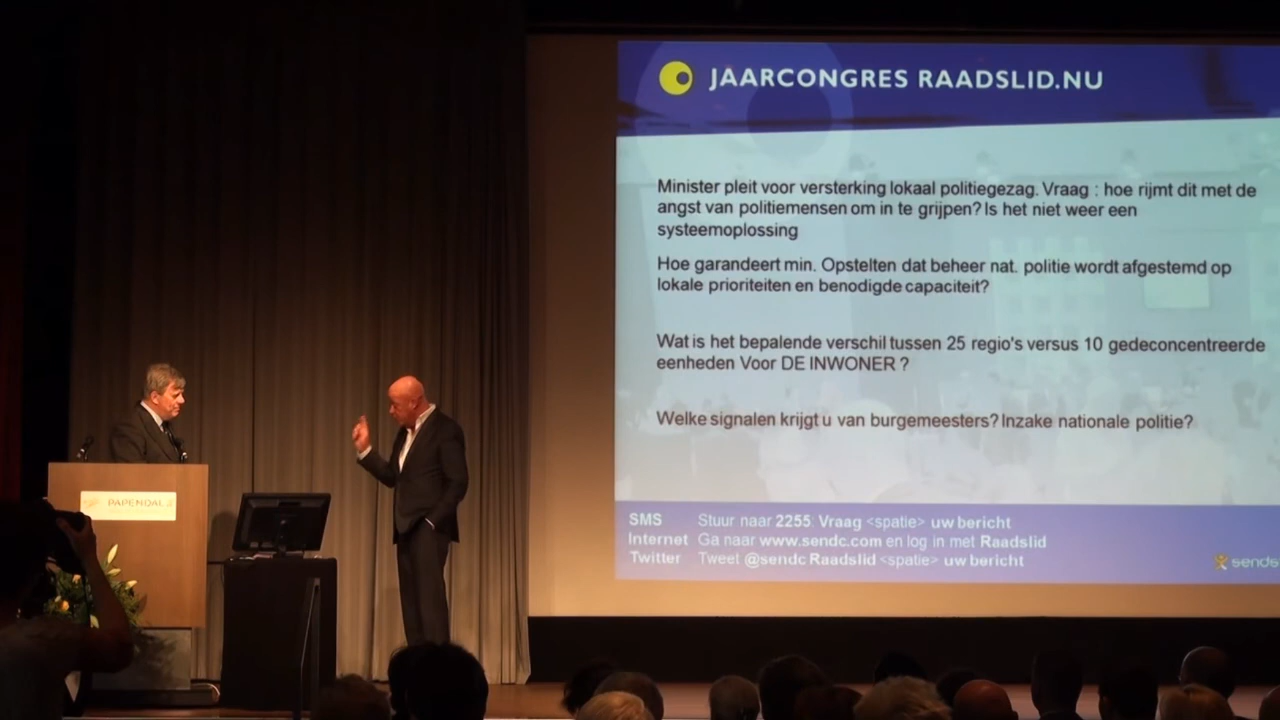 JAARCONGRES RAADSLID.NU
Minister pleit voor versterking lokaal politiegezag. Vraag : hoe rijmt dit met de
angst van politiemensen om in te grijpen? Is het niet weer een
systeemoplossing
Hoe garandeert min. Opstelten dat beheer nat. politie wordt afgestemd op
lokale prioriteiten en benodigde capaciteit?
Wat is het bepalende verschil tussen 25 regio's versus 10 gedeconcentreerde
eenheden Voor DE INWONER ?
Welke signalen krijgt u van burgemeesters? Inzake nationale politie?
SMS Stuur naar 2255: Vraag <spatie> uw bericht
Internet Ga naar www.sendc.com en log in met Raadslid
Twitter Tweet @sendc Raadslid <spatie> uw bericht
sends
PAPENDAL